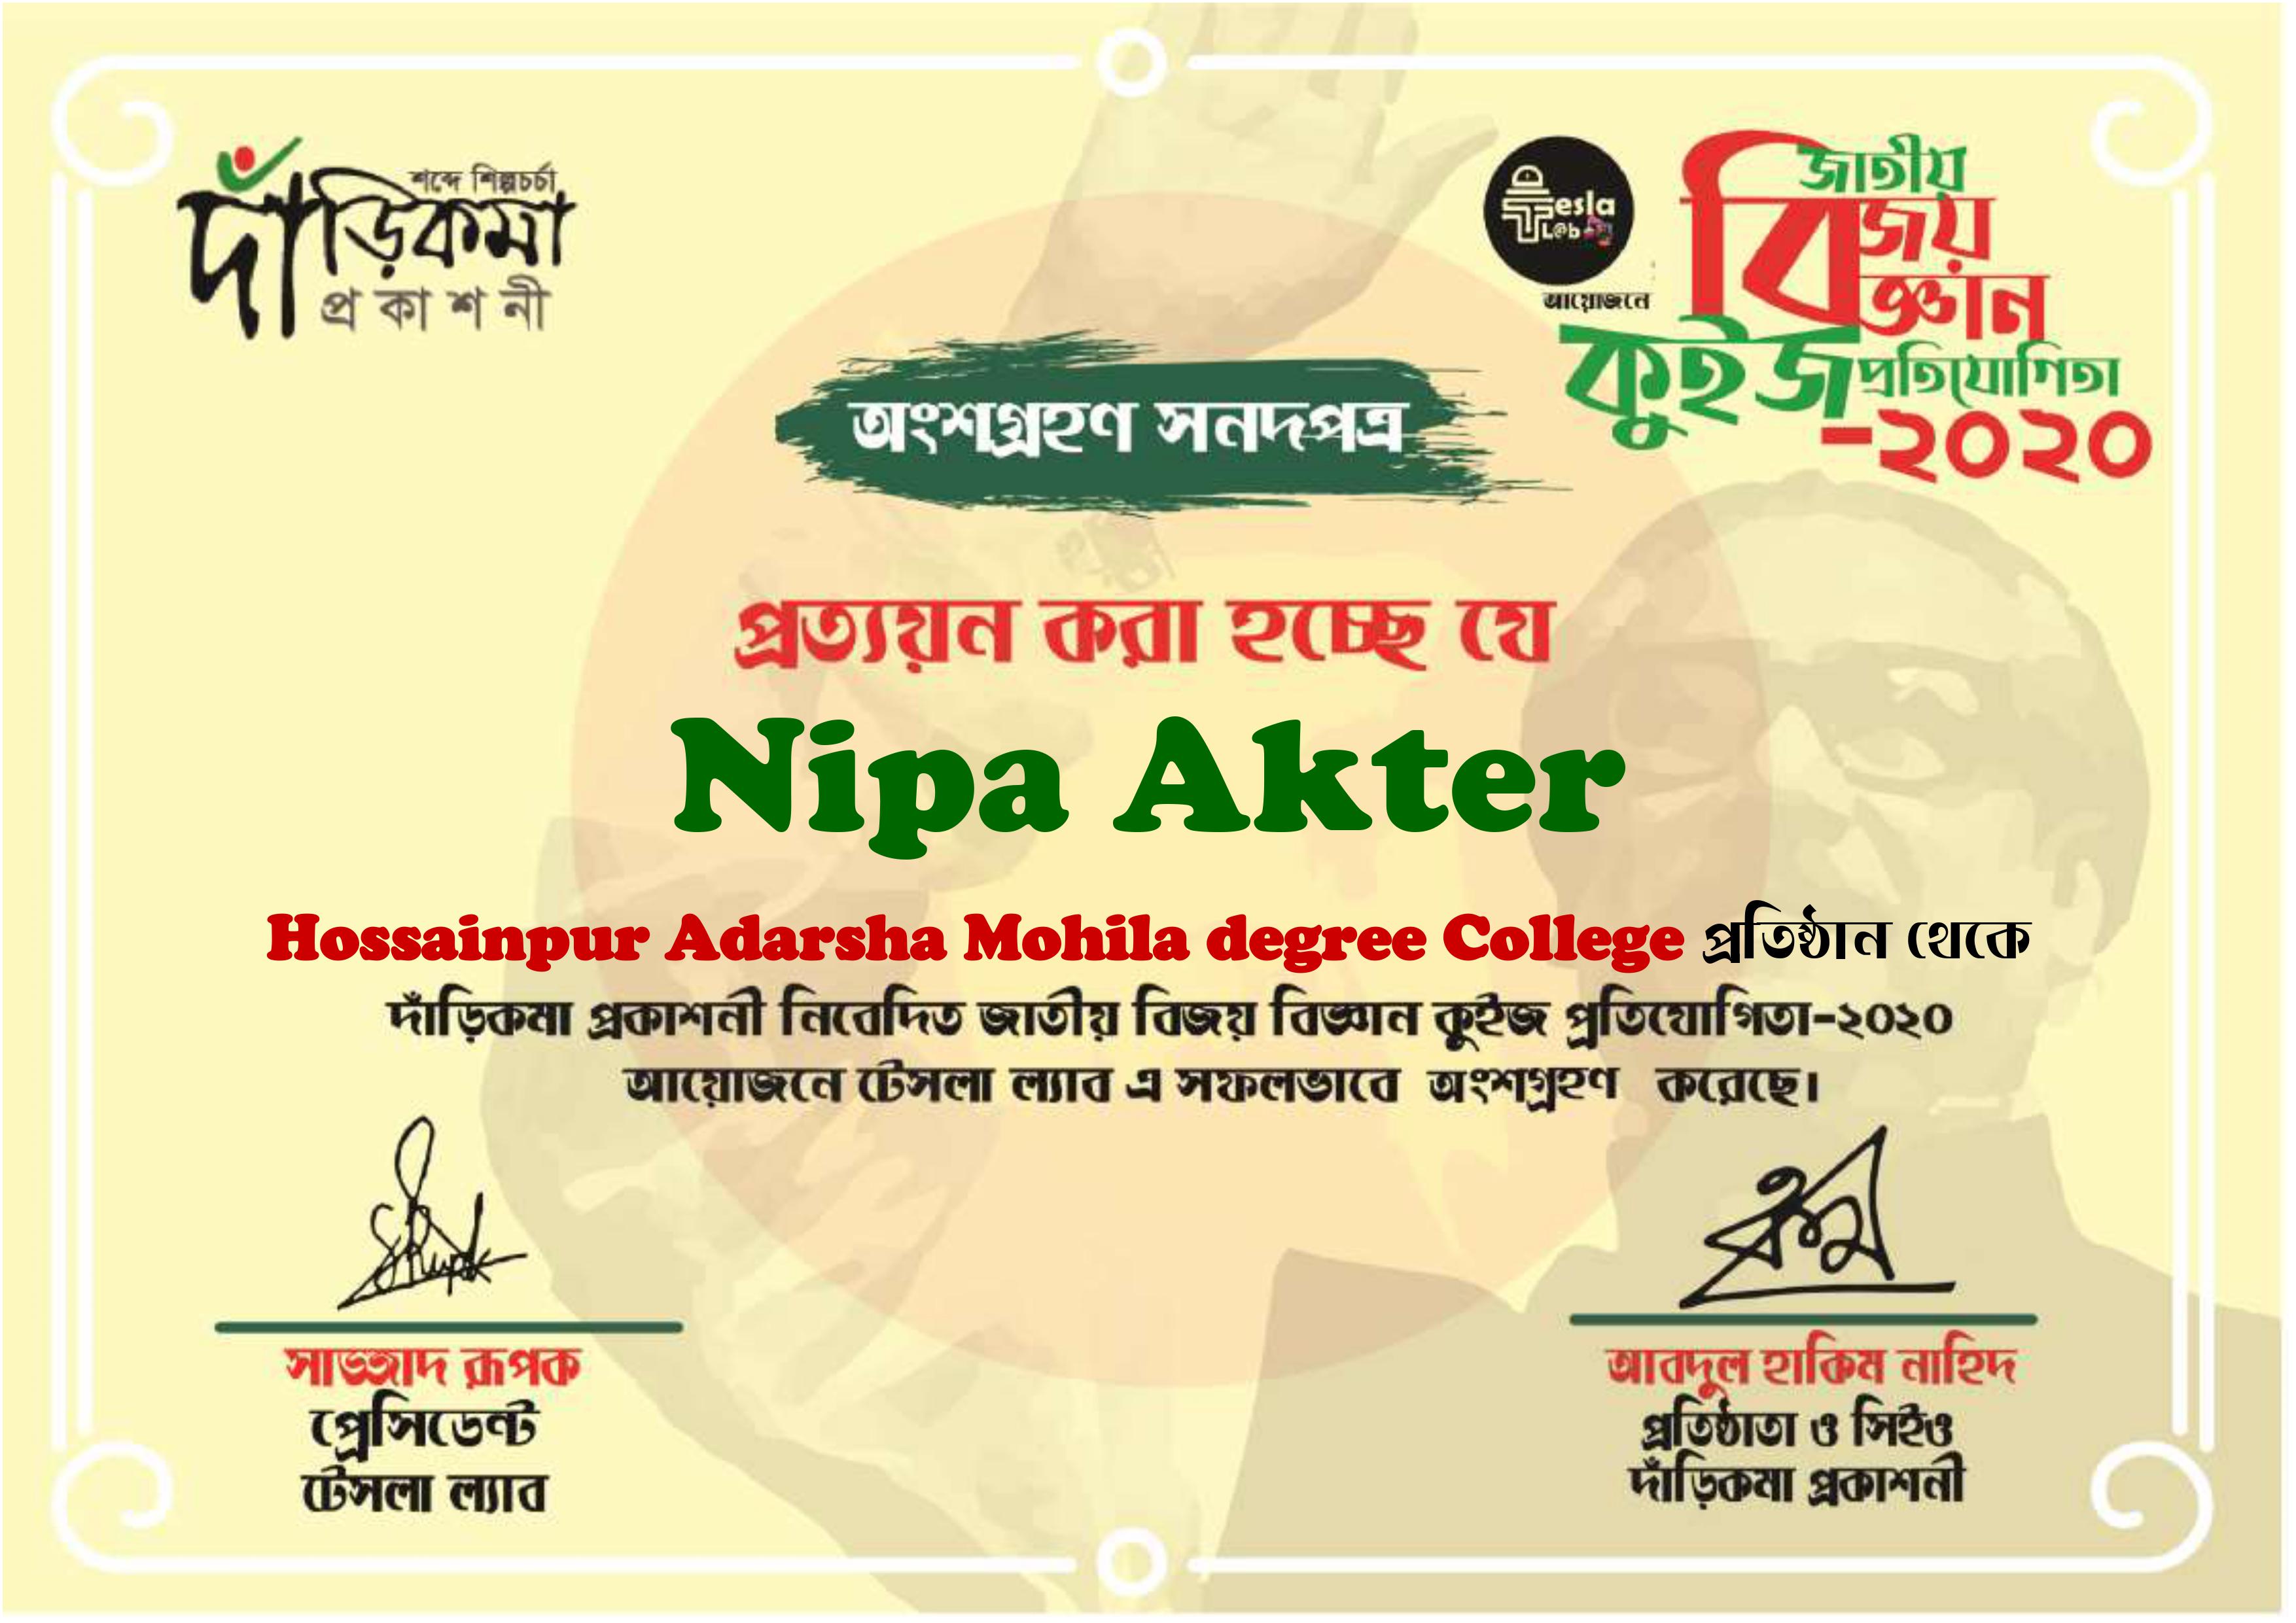 শব্দে শিল্পচর্চা
দাঁড়িকমা
প্রকাশনী
Tesla
L@b
আয়োজনে
জাতীয়
বিজয়
বিজ্ঞান
কুইজ প্রতিযোগিতা
-২০২০
অংশগ্রহণ সনদপত্র
প্রত্যয়ন করা হচ্ছে যে
Nipa Akter
Hossainpur Adarsha Mohila degree College প্রতিষ্ঠান থেকে
দাঁড়িকমা প্রকাশনী নিবেদিত জাতীয় বিজয় বিজ্ঞান কুইজ প্রতিযোগিতা-২০২০
আয়োজনে টেসলা ল্যাব এ সফলভাবে অংশগ্রহণ করেছে।
সাজ্জাদ রূপক
প্রেসিডেন্ট
টেসলা ল্যাব
আবদুল হাকিম নাহিদ
প্রতিষ্ঠাতা ও সিইও
দাঁড়িকমা প্রকাশনী